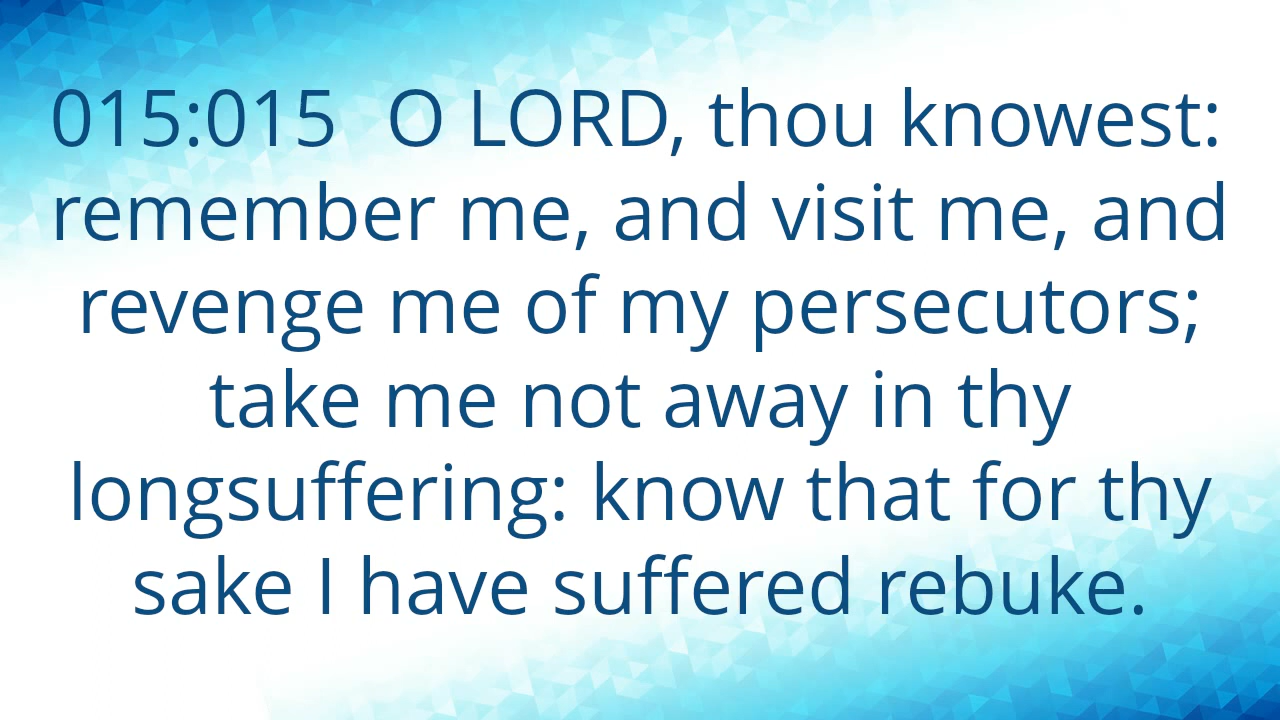 015:015 O LORD, thou knowest:
remember me, and visit me, and
revenge me of my persecutors;
take me not away in thy
longsuffering: know that for thy
sake I have suffered rebuke.